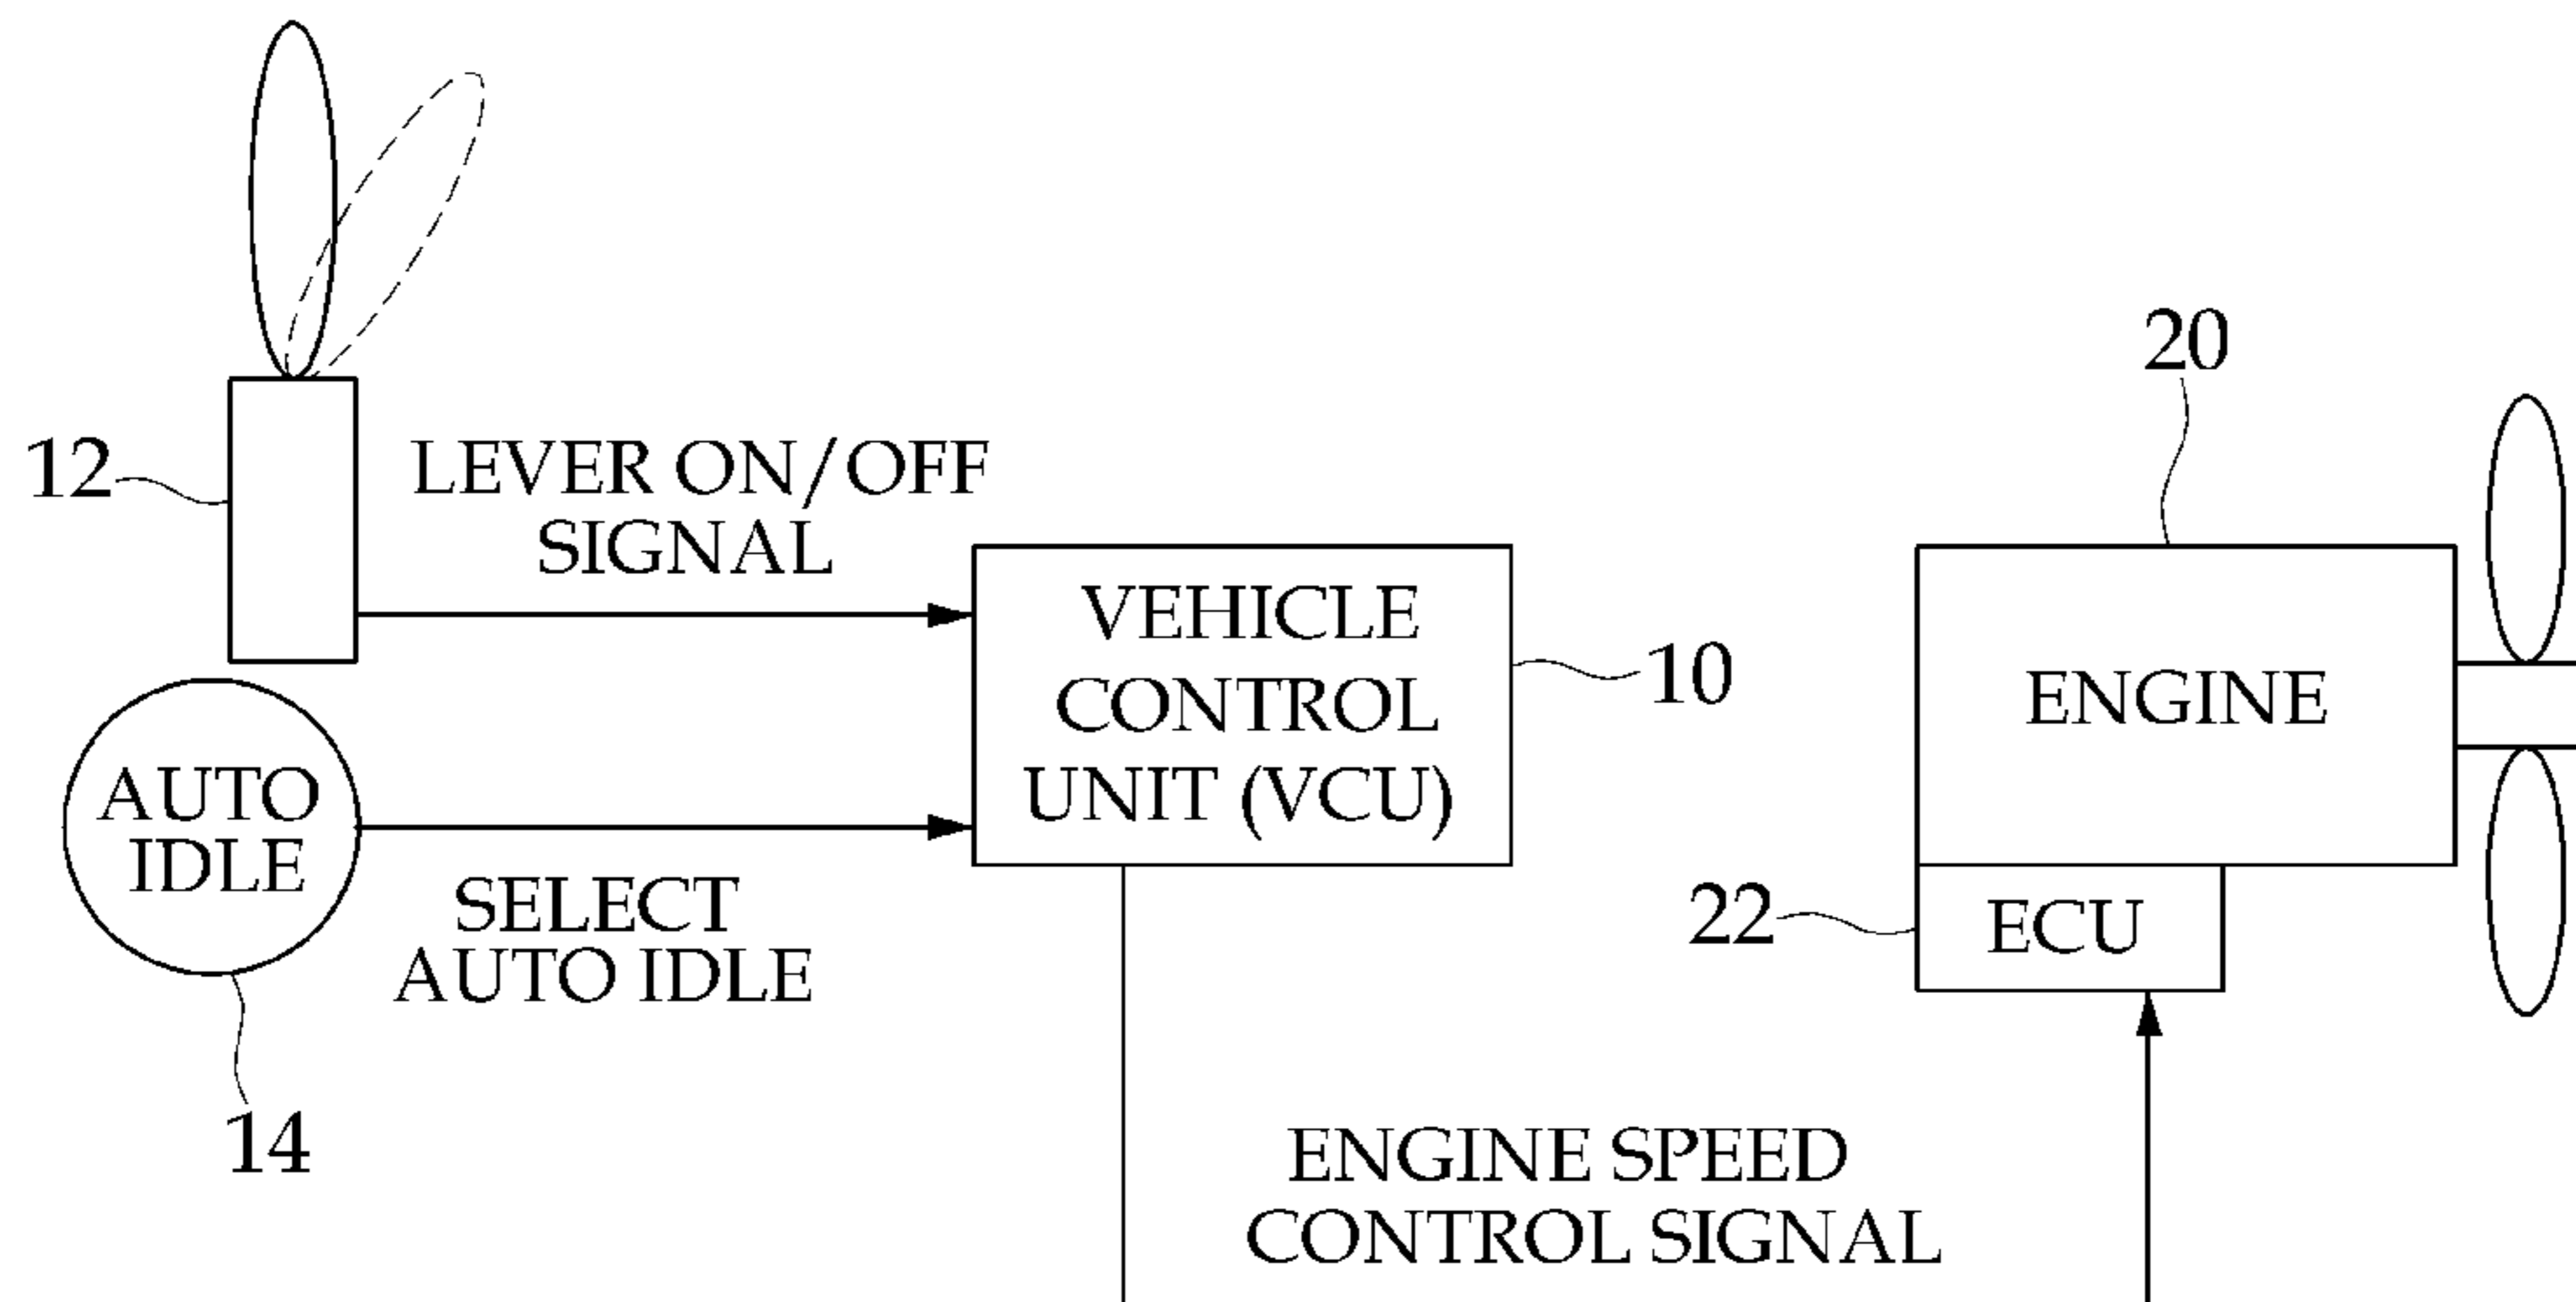 12
LEVER ON/OFF
SIGNAL
AUTO
IDLE
SELECT
AUTO IDLE
14
VEHICLE
CONTROL
UNIT (VCU)
10
20
ENGINE
22
ECU
ENGINE SPEED
CONTROL SIGNAL